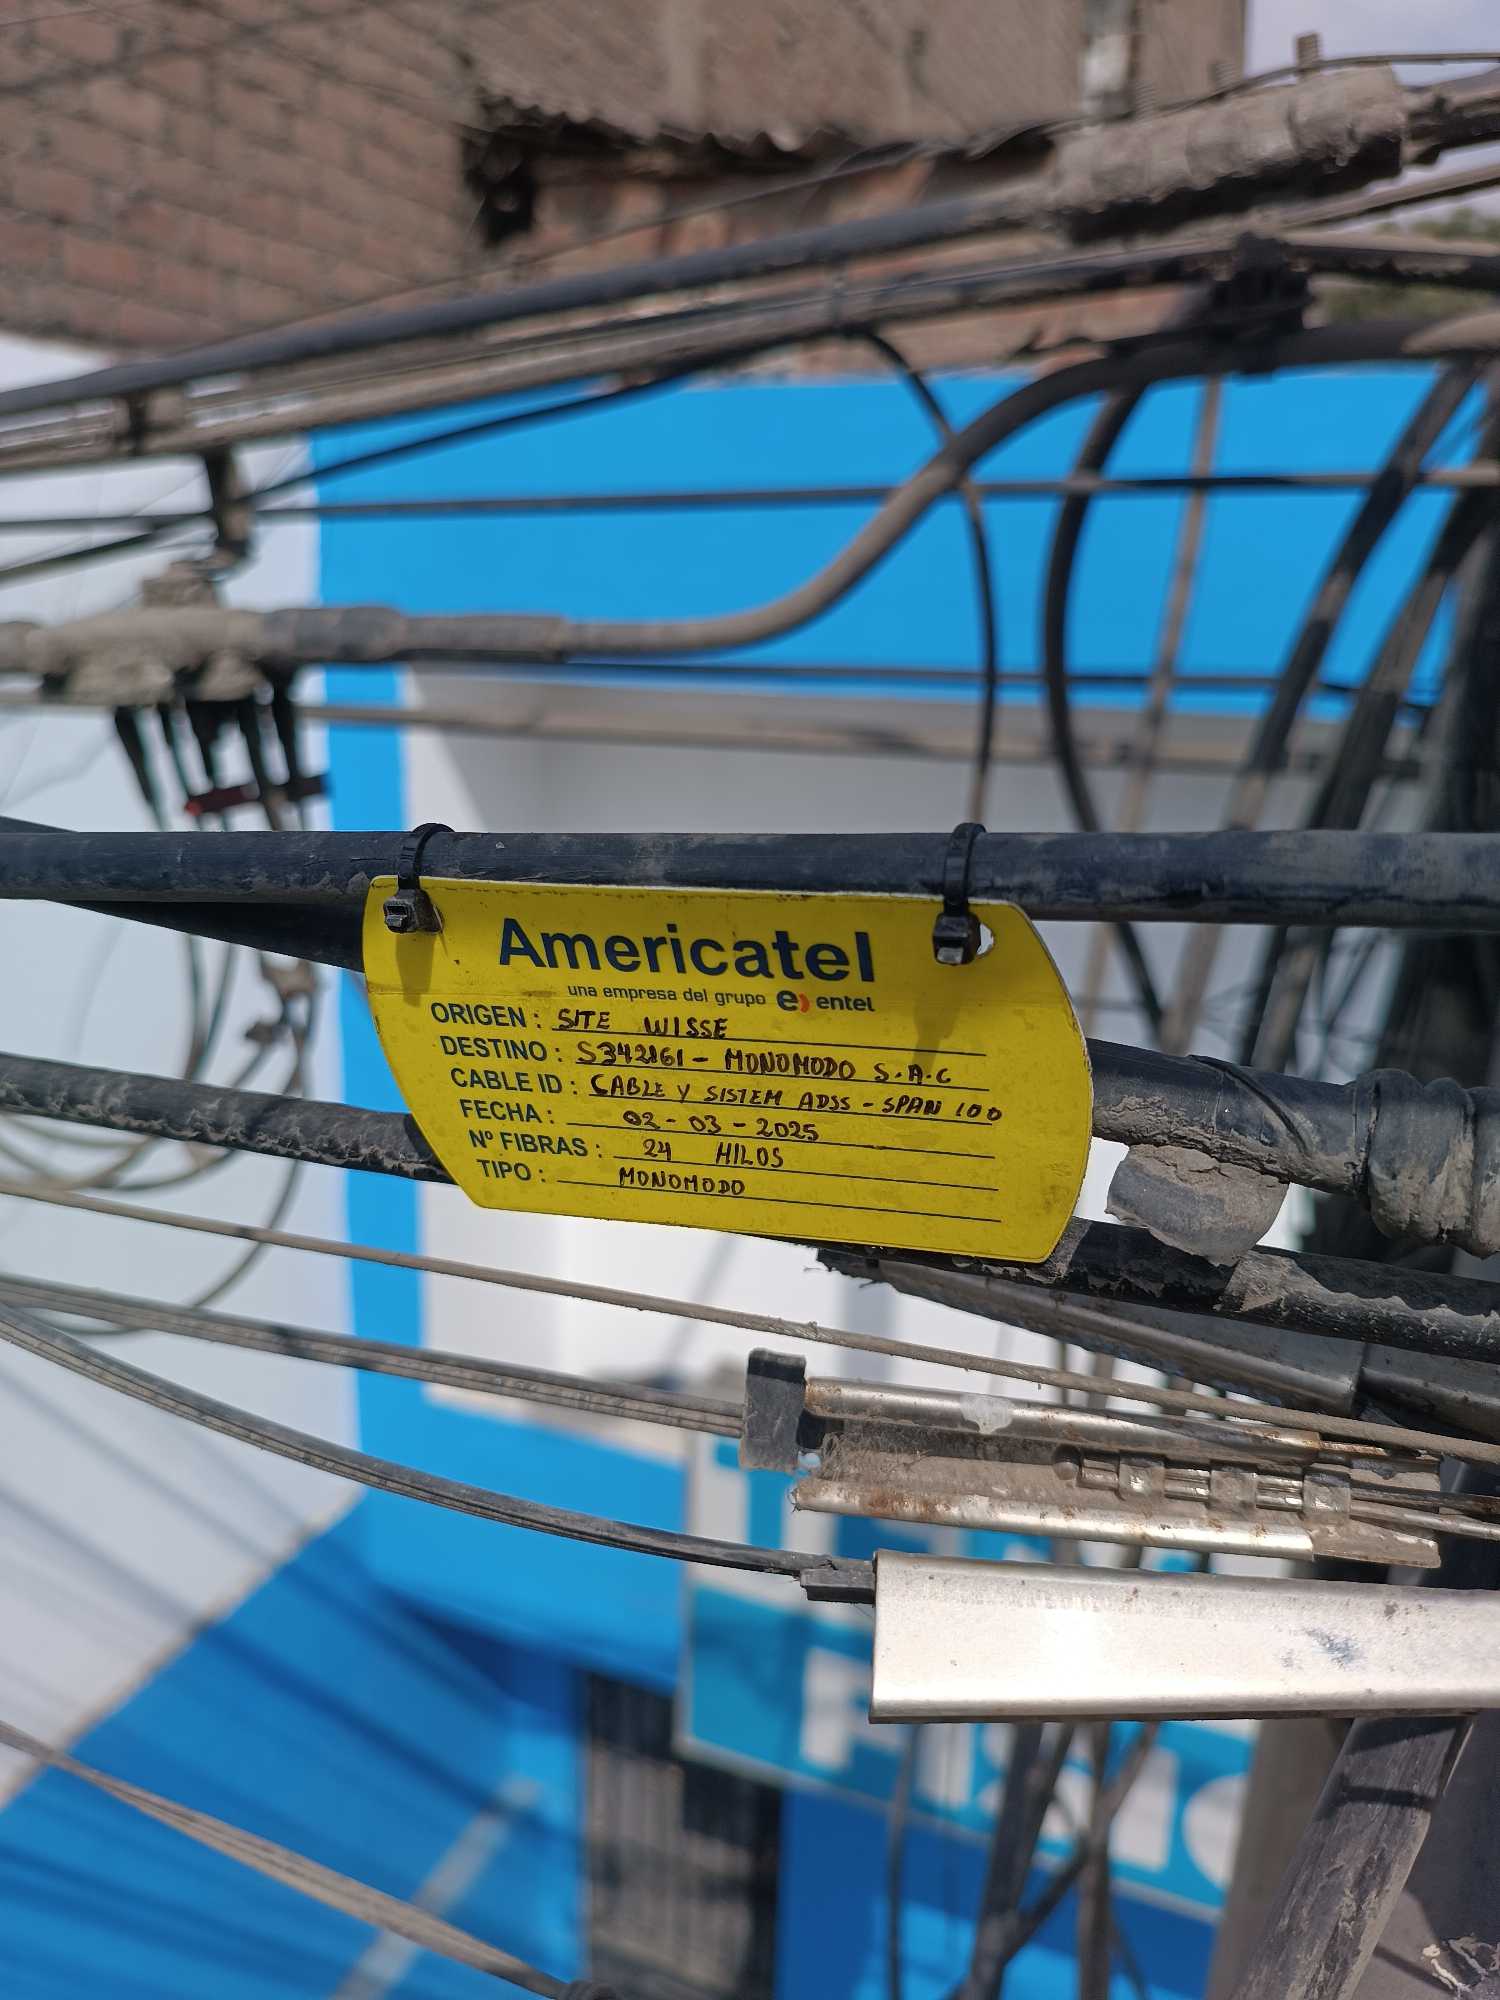 Americatel
una empresa del grupo e) entel
ORIGEN: SITE WISSE
DESTINO: S342161 - MONOMODO S.A.C
CABLE ID: CABLE Y SISTEM ADSS - SPAN 100
FECHA: 02-03-2025
Nº FIBRAS: 24 HILOS
TIPO: MONOMODO